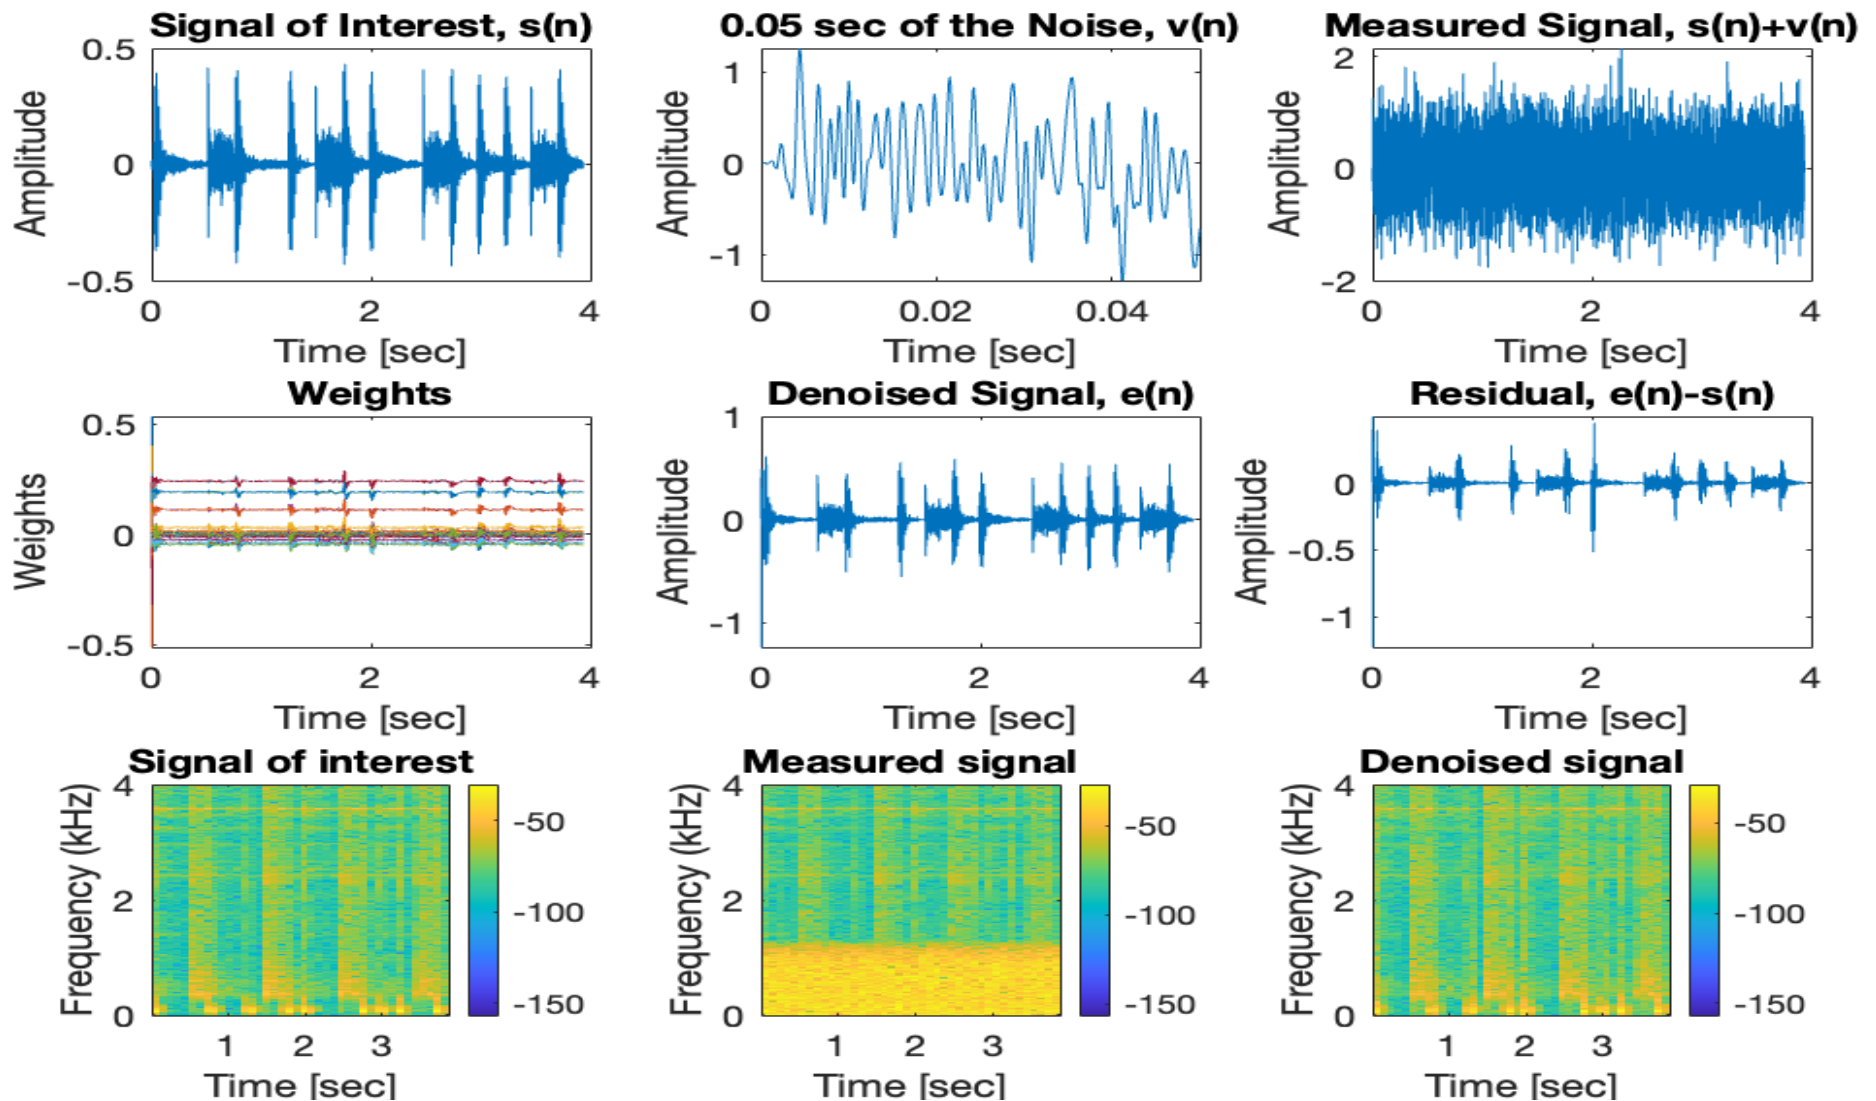 Signal of Interest, s(n)
0.05 sec of the Noise, v(n)
Measured Signal, s(n)+v(n)
Amplitude
0.5
0
-0.5
0
2
4
Time [sec]
Amplitude
1
0
-1
0
0.02
0.04
Time [sec]
Amplitude
2
0
-2
0
2
4
Time [sec]
Weights
Denoised Signal, e(n)
Residual, e(n)-s(n)
Weights
0.5
0
-0.5
0
2
4
Time [sec]
Amplitude
1
0
-1
0
2
4
Time [sec]
Amplitude
0
-0.5
-1
0
2
4
Time [sec]
Signal of interest
Measured signal
Denoised signal
Frequency (kHz)
4
2
0
1
2
3
Time [sec]
-50
-100
-150
Frequency (kHz)
4
2
0
1
2
3
Time [sec]
-50
-100
-150
Frequency (kHz)
4
2
0
1
2
3
Time [sec]
-50
-100
-150